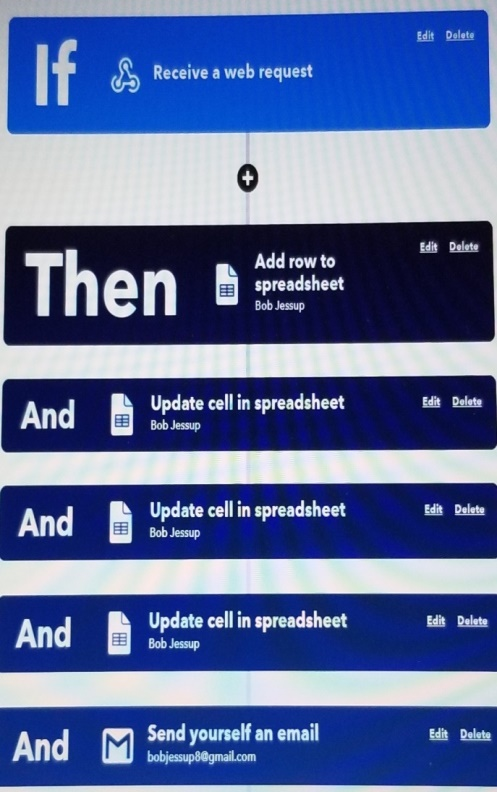 If
Receive a web request
Edit Delete
Then
Add row to
spreadsheet
Bob Jessup
Edit Delete
And
Update cell in spreadsheet
Bob Jessup
Edit Delete
And
Update cell in spreadsheet
Bob Jessup
Edit Delete
And
Update cell in spreadsheet
Bob Jessup
Edit Delete
And
Send yourself an email
bobjessup8@gmail.com
Edit Delete